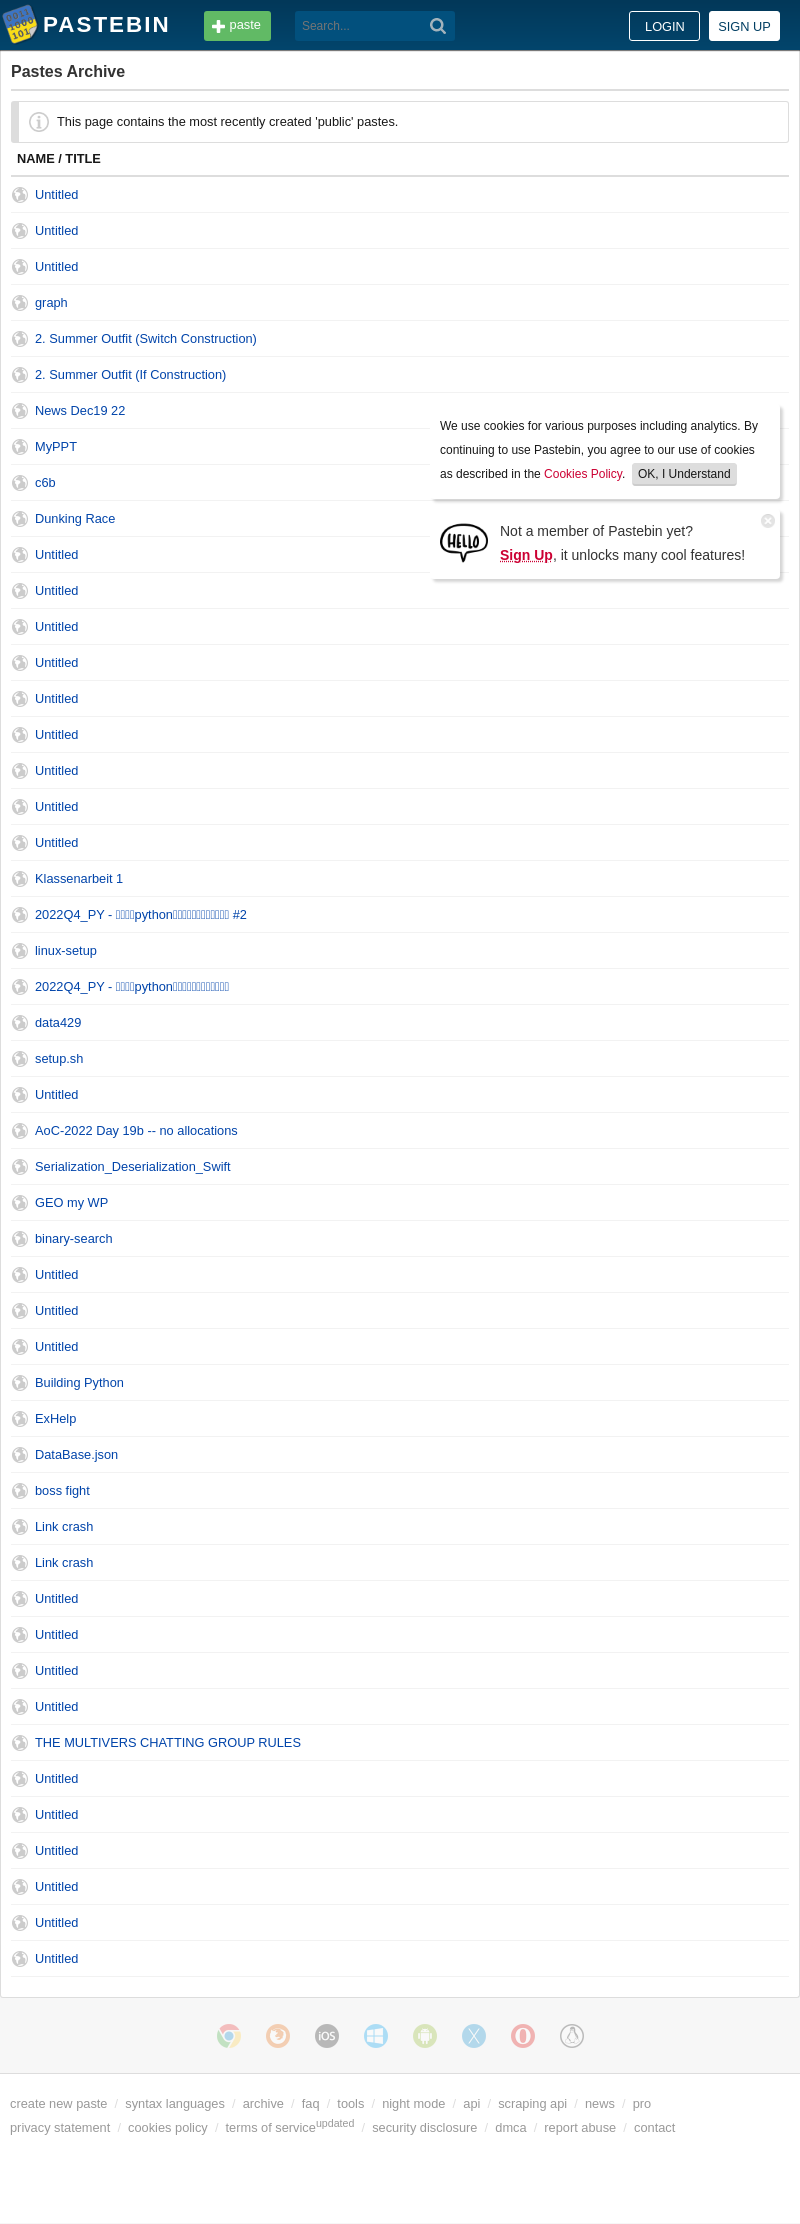 PASTEBIN
paste
Search...
LOGIN
SIGN UP
Pastes Archive
This page contains the most recently created 'public' pastes.
NAME / TITLE
Untitled
Untitled
Untitled
graph
2. Summer Outfit (Switch Construction)
2. Summer Outfit (If Construction)
News Dec19 22
MyPPT
c6b
Dunking Race
Untitled
Untitled
Untitled
Untitled
Untitled
Untitled
Untitled
Untitled
Untitled
Klassenarbeit 1
2022Q4_PY - python #2
linux-setup
2022Q4_PY - python
data429
setup.sh
Untitled
AoC-2022 Day 19b -- no allocations
Serialization_Deserialization_Swift
GEO my WP
binary-search
Untitled
Untitled
Untitled
Building Python
ExHelp
DataBase.json
boss fight
Link crash
Link crash
Untitled
Untitled
Untitled
Untitled
THE MULTIVERS CHATTING GROUP RULES
Untitled
Untitled
Untitled
Untitled
Untitled
Untitled
We use cookies for various purposes including analytics. By
continuing to use Pastebin, you agree to our use of cookies
as described in the Cookies Policy. OK, I Understand
HELLO
Not a member of Pastebin yet?
Sign Up, it unlocks many cool features!
iOS
create new paste / syntax languages / archive / faq / tools / night mode / api / scraping api / news / pro
privacy statement / cookies policy / terms of service updated / security disclosure / dmca / report abuse / contact